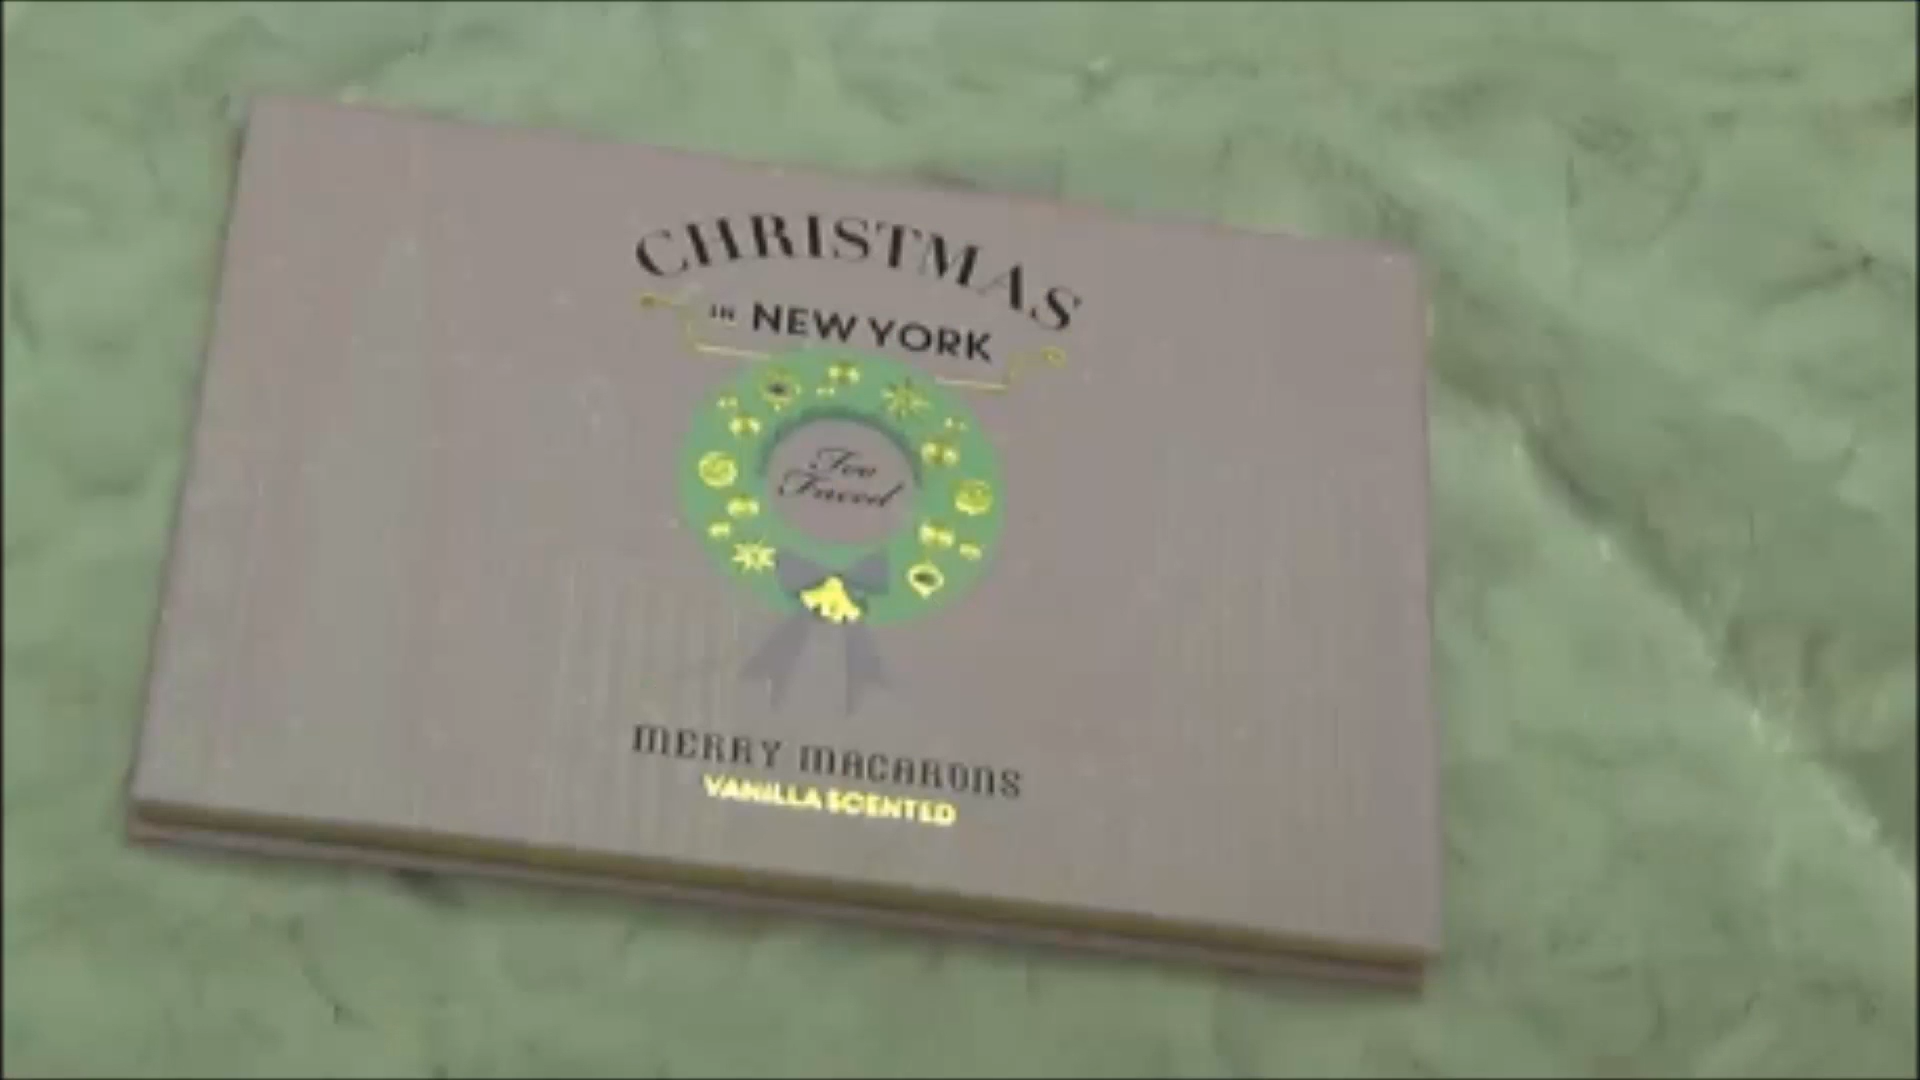 CHRISTMAS
IN NEW YORK
Too
Faced
MERRY MACARONS
VANILLA SCENTED